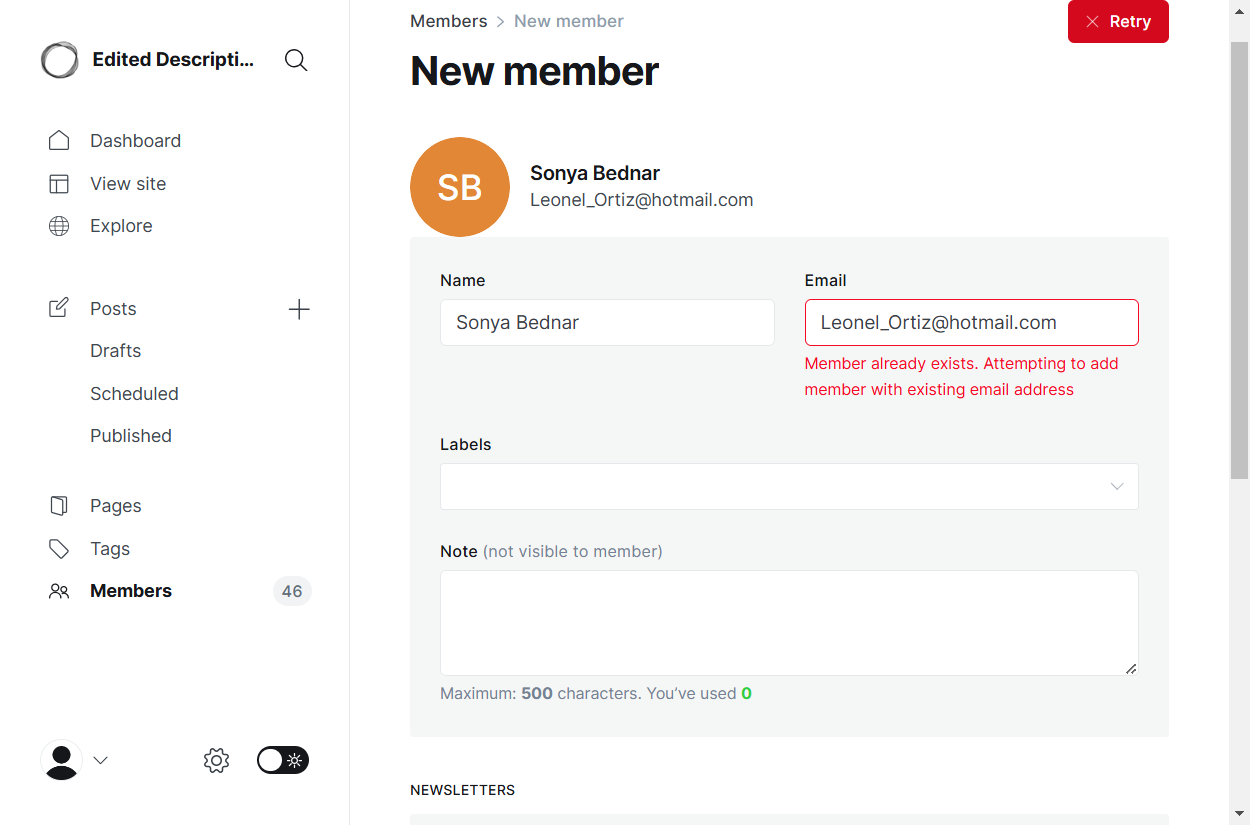 Edited Descripti...
Dashboard
View site
Explore
Posts
Drafts
Scheduled
Published
Pages
Tags
Members 46
Members > New member
Retry
New member
SB
Sonya Bednar
Leonel_Ortiz@hotmail.com
Name
Sonya Bednar
Email
Leonel_Ortiz@hotmail.com
Member already exists. Attempting to add
member with existing email address
Labels
Note (not visible to member)
Maximum: 500 characters. You’ve used 0
NEWSLETTERS